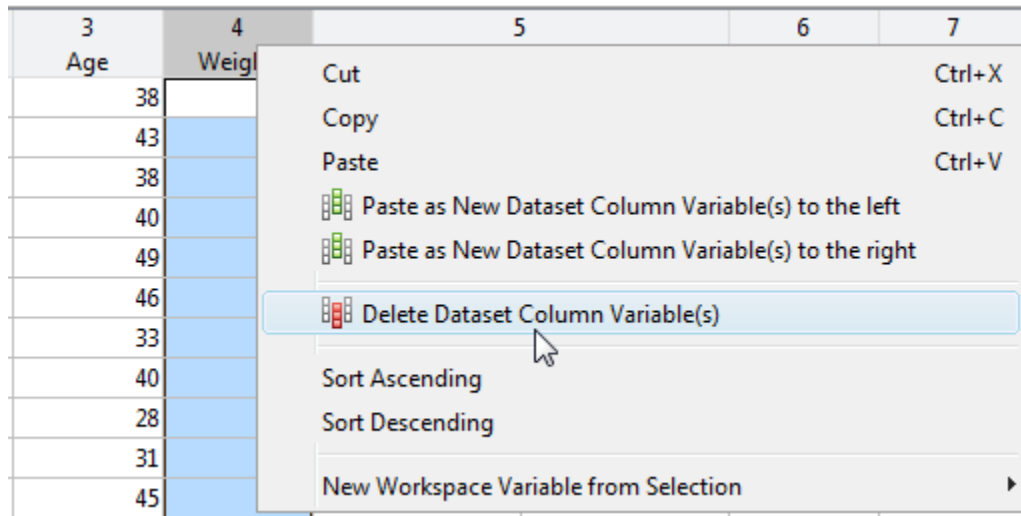 3 4 5 6 7
Age Weigh
38
Cut Ctrl+X
43
Copy Ctrl+C
38
Paste Ctrl+V
40
Paste as New Dataset Column Variable(s) to the left
49
Paste as New Dataset Column Variable(s) to the right
46
Delete Dataset Column Variable(s)
33
40
Sort Ascending
28
Sort Descending
31
45
New Workspace Variable from Selection